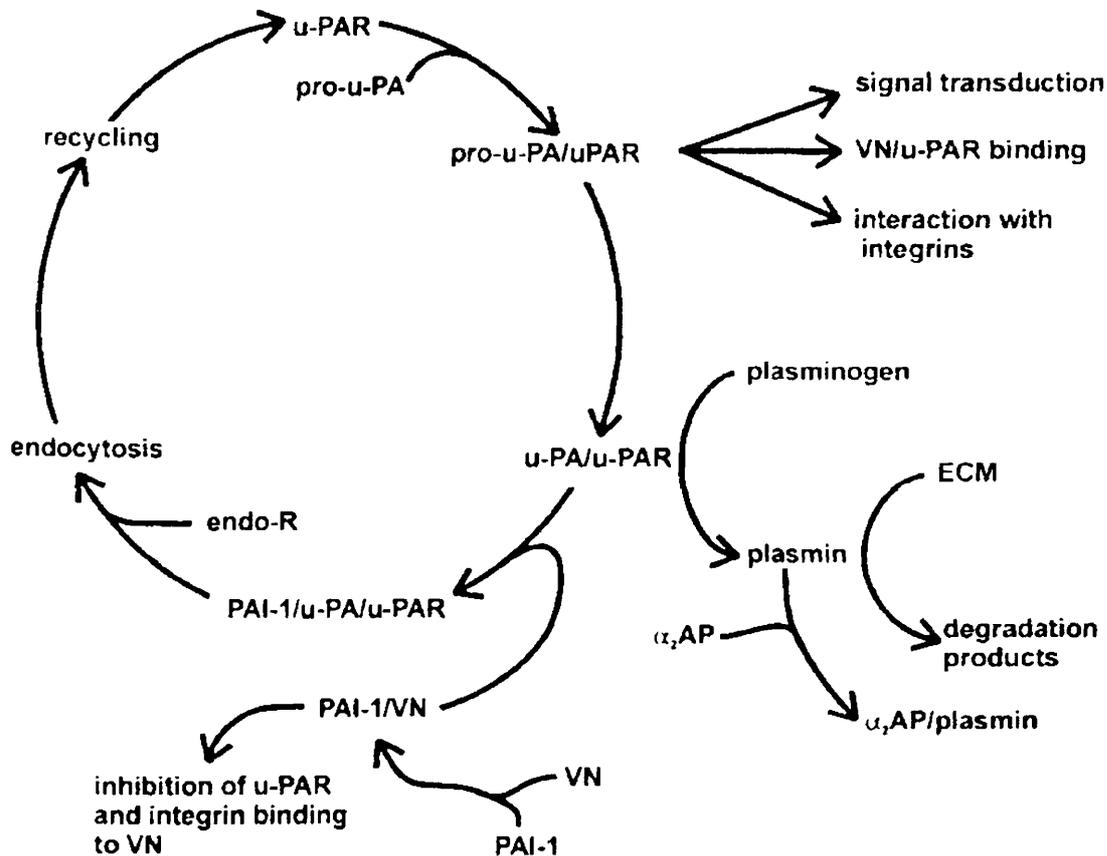 u-PAR
pro-u-PA
recycling
pro-u-PA/uPAR
signal transduction
VN/u-PAR binding
interaction with
integrins
plasminogen
endocytosis
u-PA/u-PAR
ECM
endo-R
plasmin
PAI-1/u-PA/u-PAR
α₂AP
degradation
products
PAI-1/VN
α₂AP/plasmin
inhibition of u-PAR
and integrin binding
to VN
VN
PAI-1